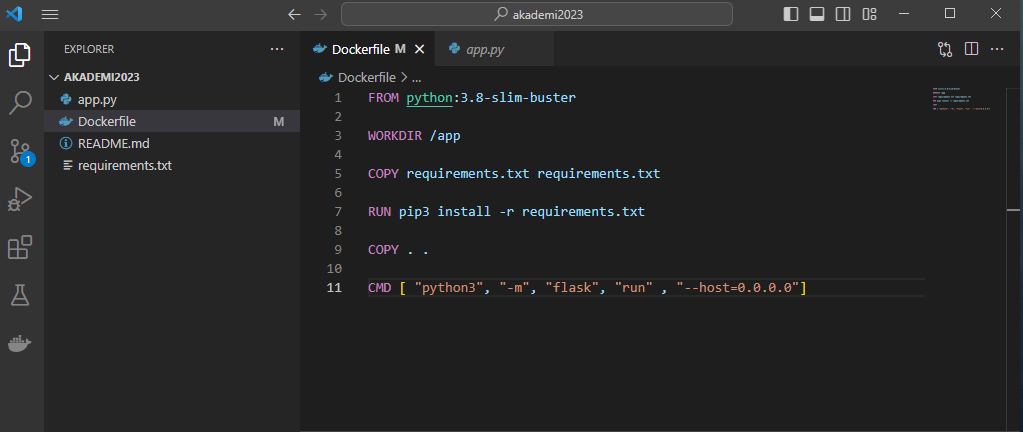 akademi2023
EXPLORER
AKADEMI2023
app.py
Dockerfile M
README.md
requirements.txt
1
Dockerfile M
app.py
Dockerfile > ...
1 FROM python:3.8-slim-buster
2
3 WORKDIR /app
4
5 COPY requirements.txt requirements.txt
6
7 RUN pip3 install -r requirements.txt
8
9 COPY . .
10
11 CMD [ "python3", "-m", "flask", "run" , "--host=0.0.0.0"]